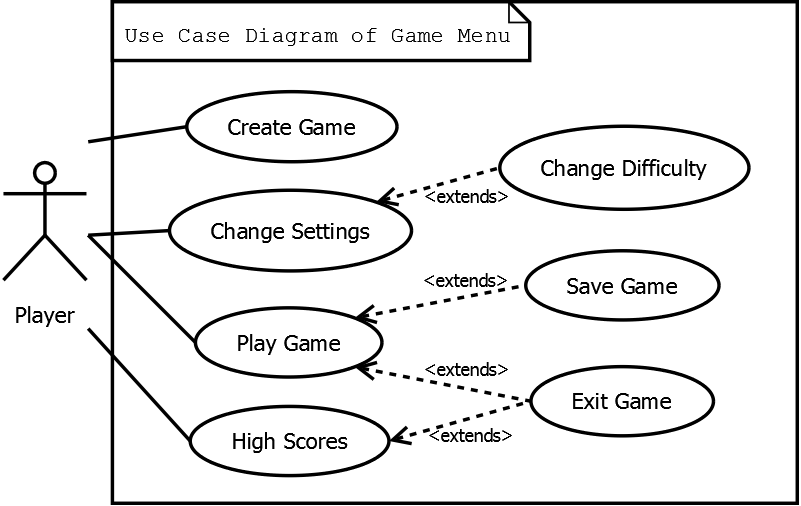 Use Case Diagram of Game Menu
Create Game
Change Difficulty
<extends>
Change Settings
<extends>
Save Game
Player
Play Game
<extends>
Exit Game
<extends>
High Scores